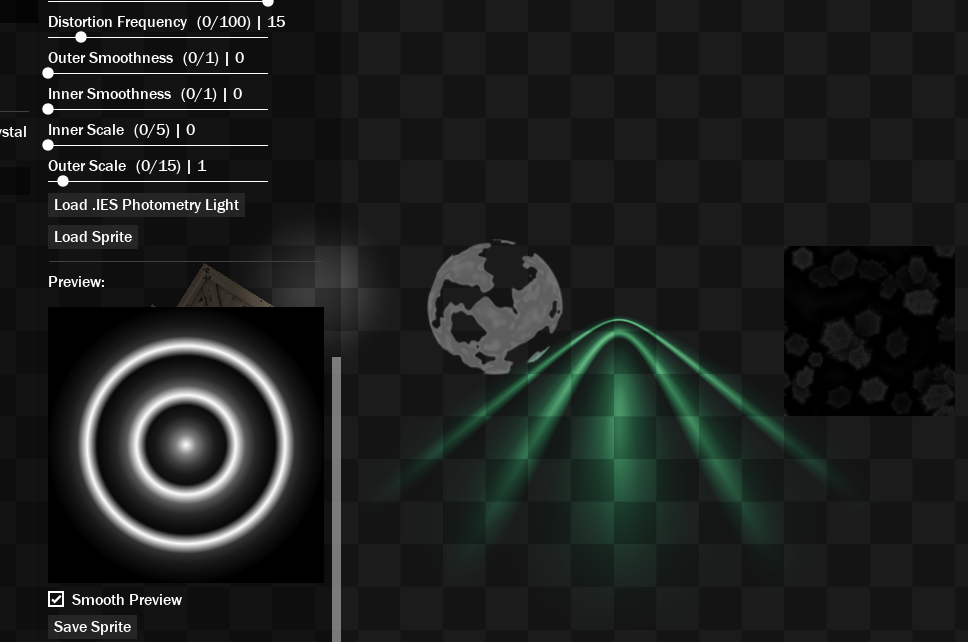 Distortion Frequency (0/100) | 15
Outer Smoothness (0/1) | 0
Inner Smoothness (0/1) | 0
Inner Scale (0/5) | 0
ystal
Outer Scale (0/15) | 1
Load .IES Photometry Light
Load Sprite
Preview:
Smooth Preview
Save Sprite